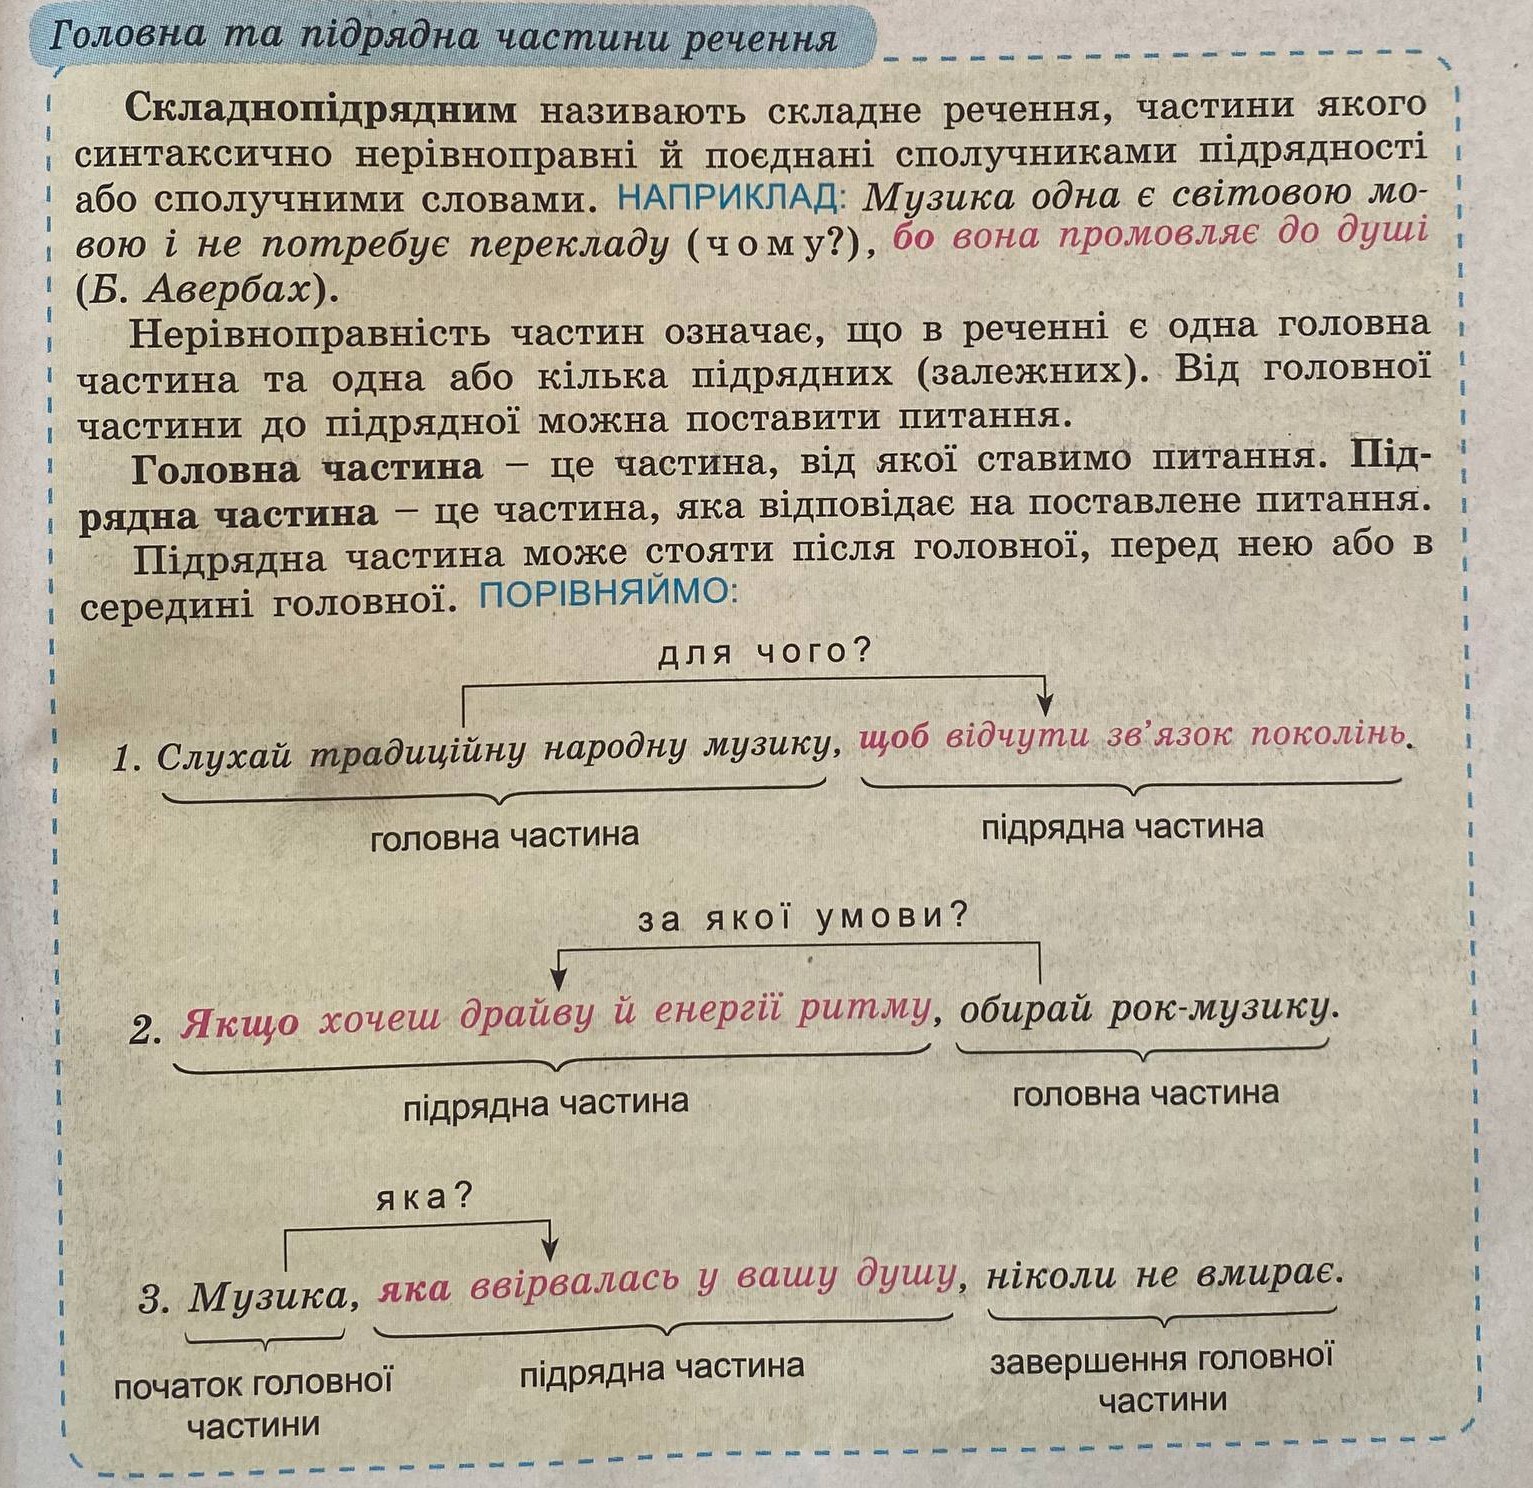 Головна та підрядна частини речення
Складнопідрядним називають складне речення, частини якого
синтаксично нерівноправні й поєднані сполучниками підрядності
або сполучними словами. НАПРИКЛАД: Музика одна є світовою мо-
вою і не потребує перекладу (чому?), бо вона промовляє до душі
(Б. Авербах).
Нерівноправність частин означає, що в реченні є одна головна
частина та одна або кілька підрядних (залежних). Від головної
частини до підрядної можна поставити питання.
Головна частина – це частина, від якої ставимо питання. Під-
рядна частина – це частина, яка відповідає на поставлене питання.
Підрядна частина може стояти після головної, перед нею або в
середині головної. ПОРІВНЯЙМО:
для чого?
1. Слухай традиційну народну музику, щоб відчути зв'язок поколінь.
головна частина підрядна частина
за якої умови?
2. Якщо хочеш драйву й енергії ритму, обирай рок-музику.
підрядна частина головна частина
яка?
3. Музика, яка ввірвалась у вашу душу, ніколи не вмирає.
початок головної підрядна частина завершення головної
частини частини